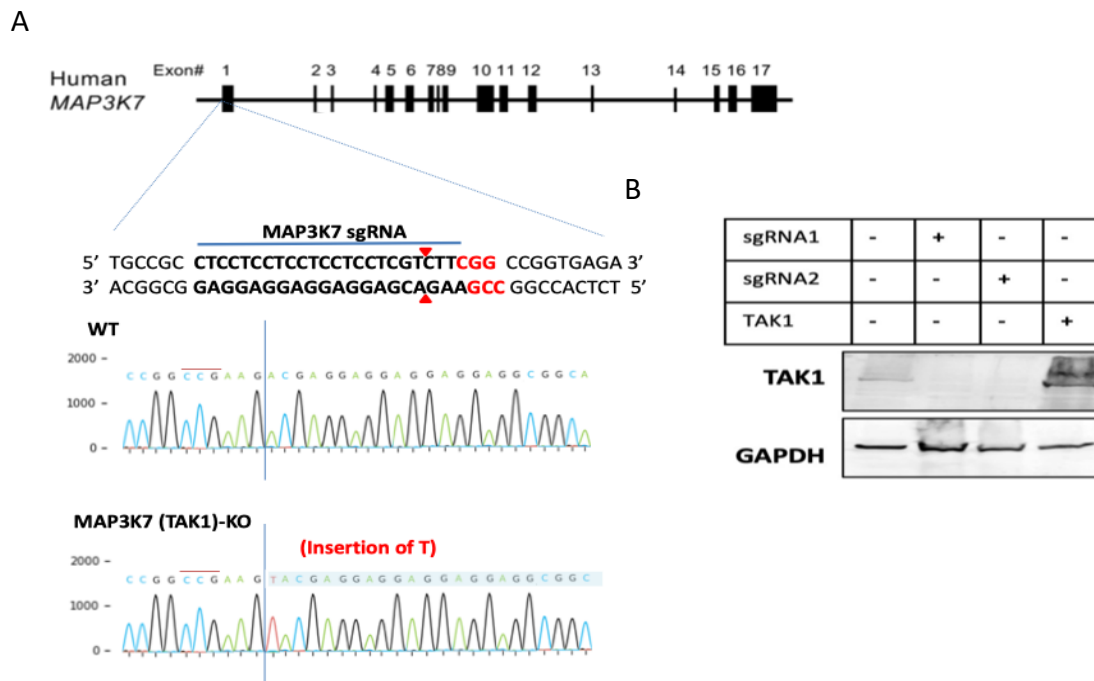 A
Exon# 1 2 3 4 5 6 7 8 9 10 11 12 13 14 15 16 17
Human
MAP3K7
MAP3K7 sgRNA
5’ TGCCGC CTCCTCCTCCTCCTCCTCGTCTTCGG CCGGTGAGA 3’
3’ ACGGCG GAGGAGGAGGAGGAGCAGAAGCC GGCCACTCT 5’
WT
2000
C C G G C C G A A G A C G A G G A G G A G G A G G C G G C A
1000
0
MAP3K7 (TAK1)-KO
(Insertion of T)
2000
C C G G C C G A A G T A C G A G G A G G A G G A G G C G G C
1000
0
B
sgRNA1 - + - -
sgRNA2 - - + -
TAK1 - - - +
TAK1
GAPDH